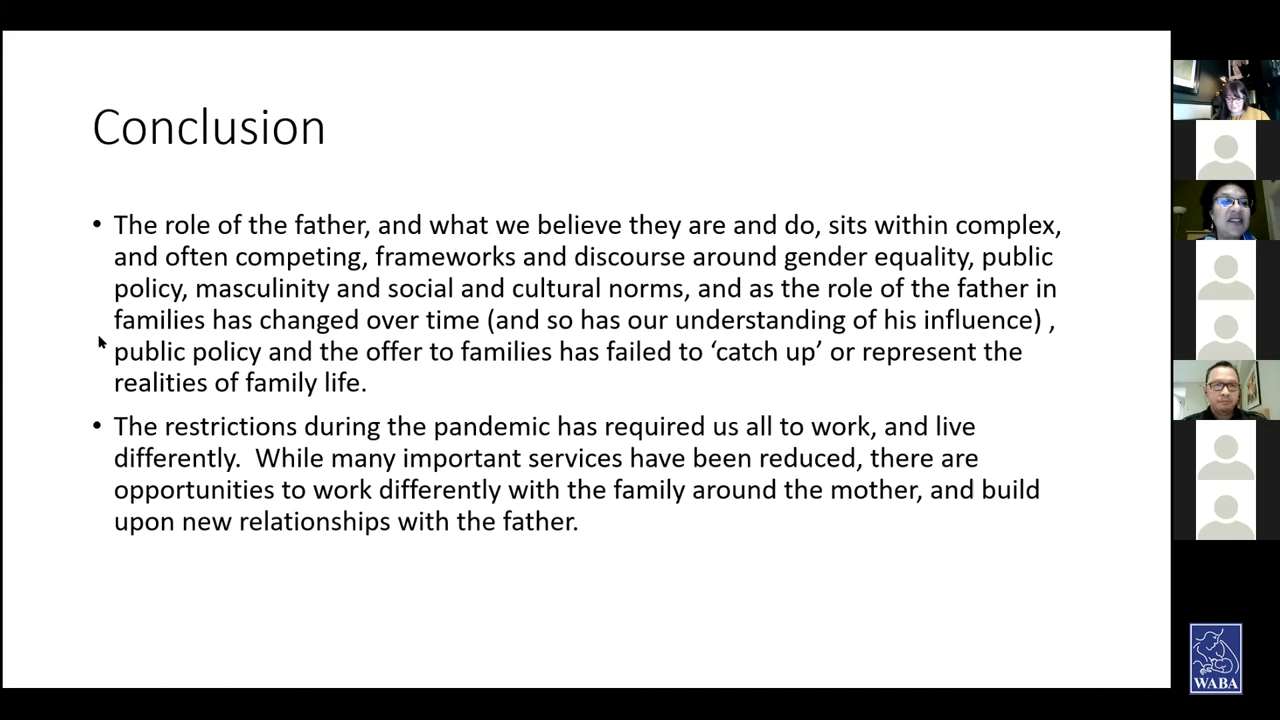 Conclusion
• The role of the father, and what we believe they are and do, sits within complex,
and often competing, frameworks and discourse around gender equality, public
policy, masculinity and social and cultural norms, and as the role of the father in
families has changed over time (and so has our understanding of his influence) ,
public policy and the offer to families has failed to ‘catch up’ or represent the
realities of family life.
• The restrictions during the pandemic has required us all to work, and live
differently.  While many important services have been reduced, there are
opportunities to work differently with the family around the mother, and build
upon new relationships with the father.
WABA